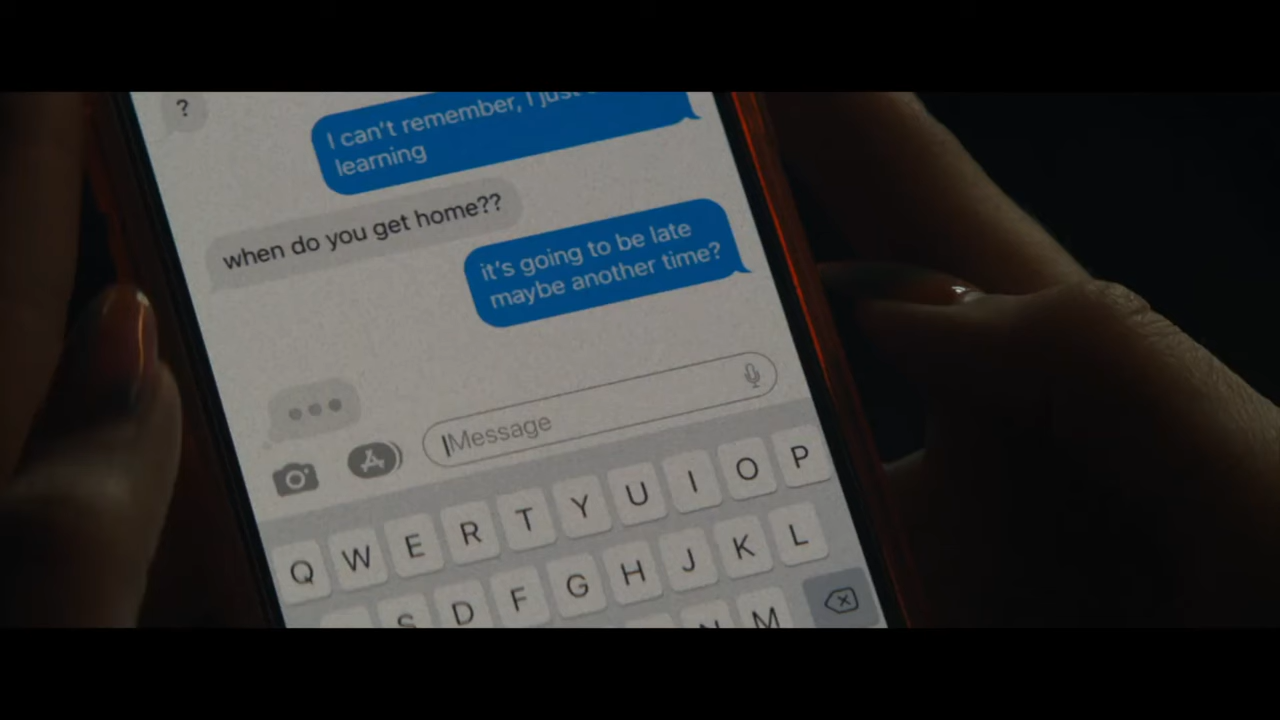 ?
I can't remember, I just
learning
when do you get home??
it's going to be late
maybe another time?
Message
Q W E R T Y U I O P
S D F G H J K L
N M